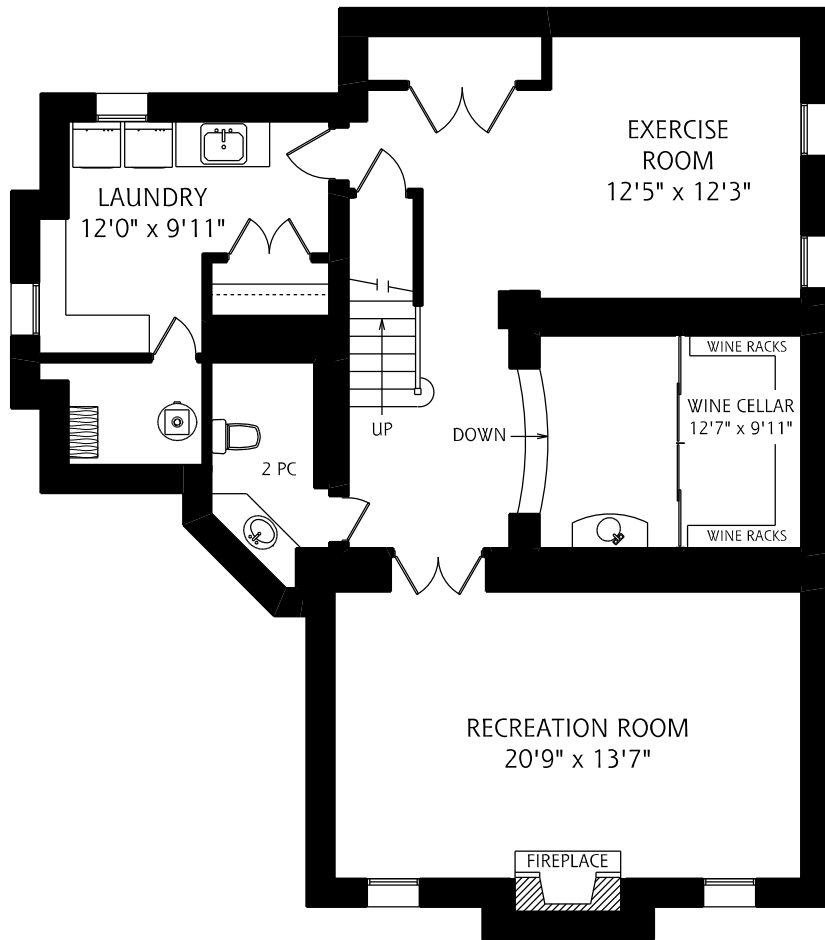 EXERCISE
ROOM
12'5" x 12'3"
LAUNDRY
12'0" x 9'11"
WINE RACKS
WINE CELLAR
12'7" x 9'11"
UP
DOWN
2 PC
WINE RACKS
RECREATION ROOM
20'9" x 13'7"
FIREPLACE